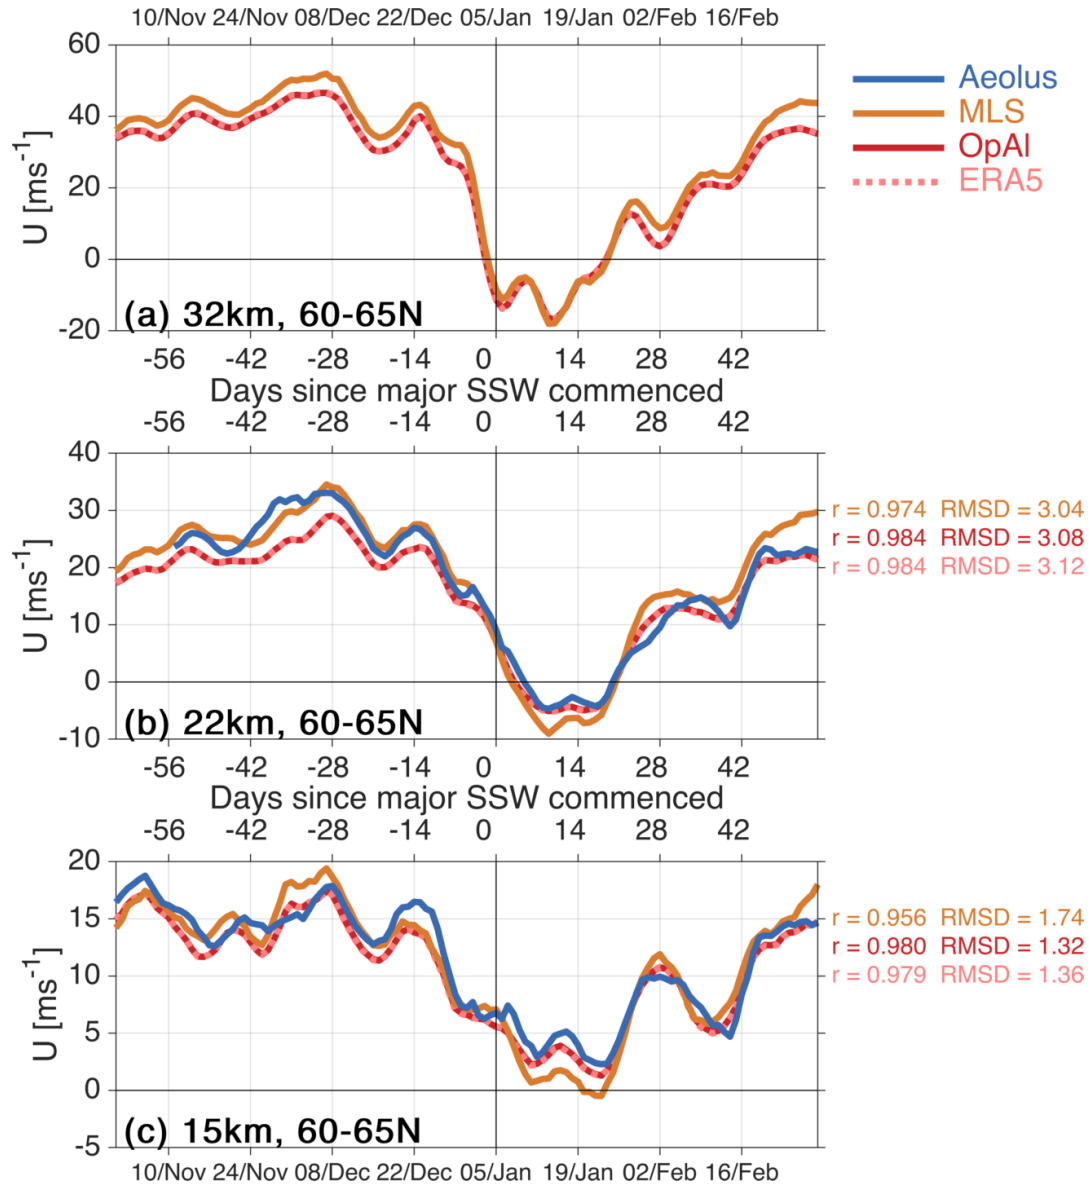 10/Nov 24/Nov 08/Dec 22/Dec 05/Jan 19/Jan 02/Feb 16/Feb
60
40
20
0
-20
U [ms⁻¹]
(a) 32km, 60-65N
Aeolus
MLS
OpAl
ERA5
-56 -42 -28 -14 0 14 28 42
Days since major SSW commenced
-56 -42 -28 -14 0 14 28 42
40
30
20
10
0
-10
U [ms⁻¹]
(b) 22km, 60-65N
r = 0.974 RMSD = 3.04
r = 0.984 RMSD = 3.08
r = 0.984 RMSD = 3.12
-56 -42 -28 -14 0 14 28 42
Days since major SSW commenced
-56 -42 -28 -14 0 14 28 42
20
15
10
5
0
-5
U [ms⁻¹]
(c) 15km, 60-65N
r = 0.956 RMSD = 1.74
r = 0.980 RMSD = 1.32
r = 0.979 RMSD = 1.36
10/Nov 24/Nov 08/Dec 22/Dec 05/Jan 19/Jan 02/Feb 16/Feb